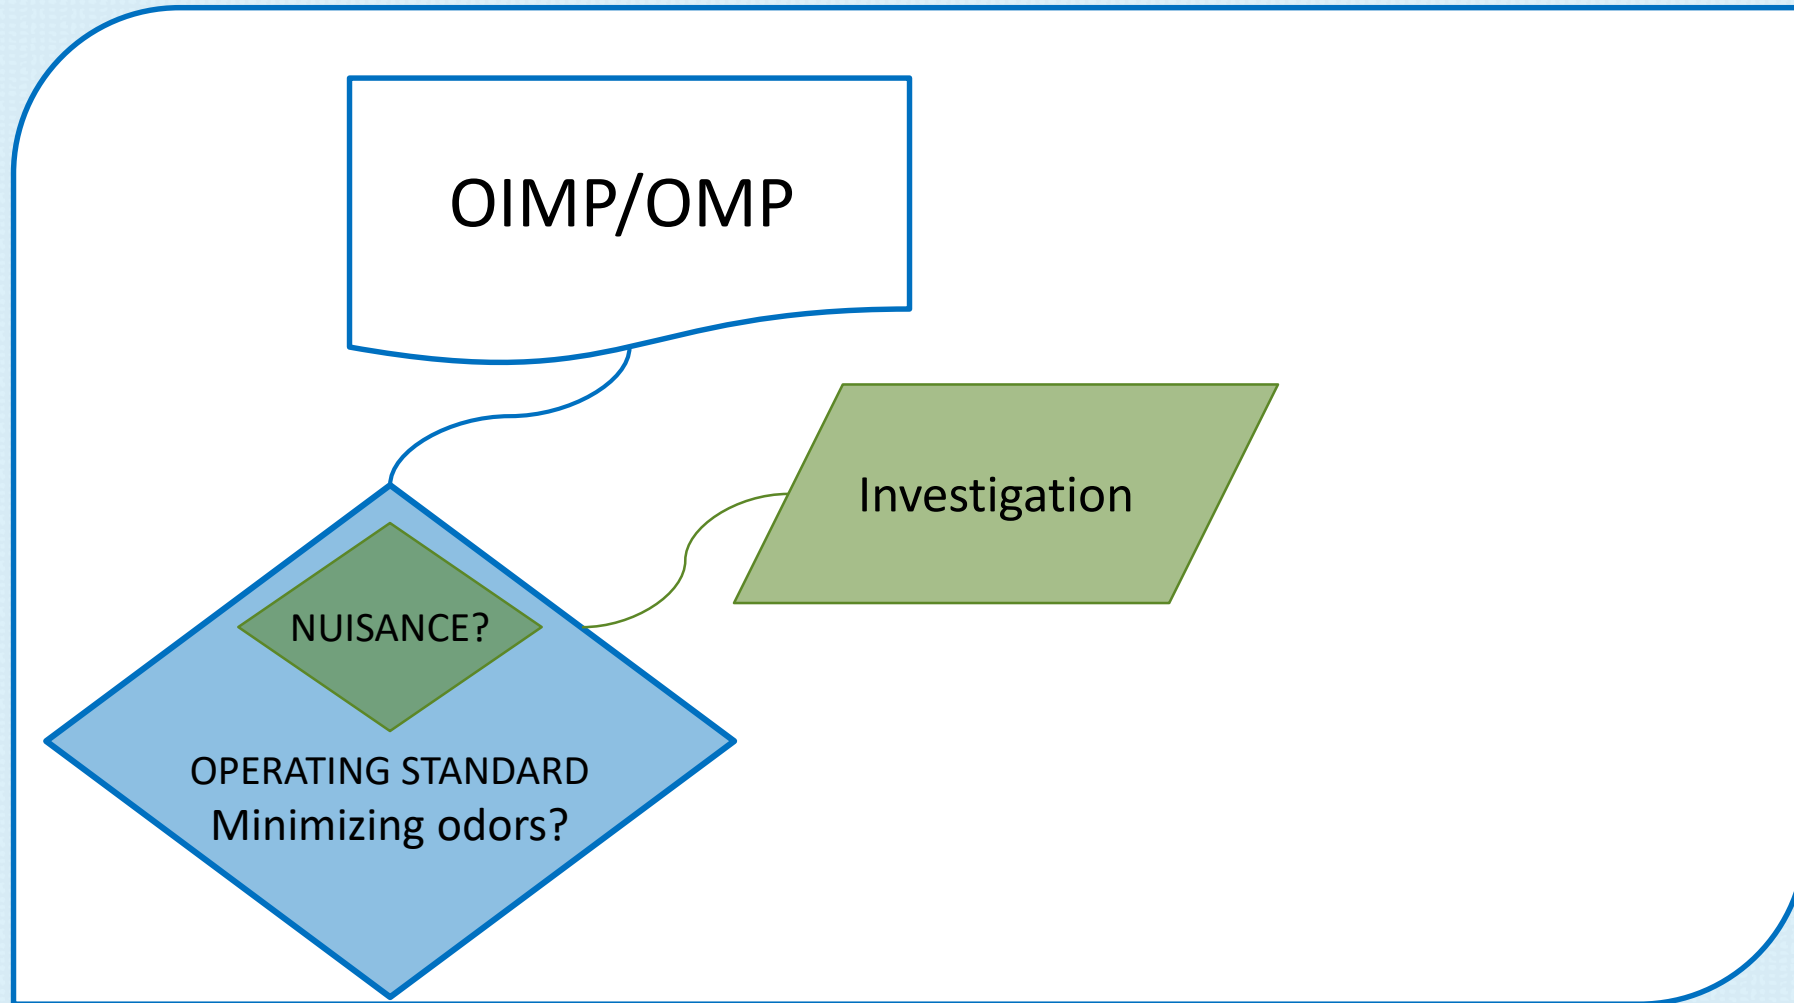 OIMP/OMP
Investigation
NUISANCE?
OPERATING STANDARD
Minimizing odors?